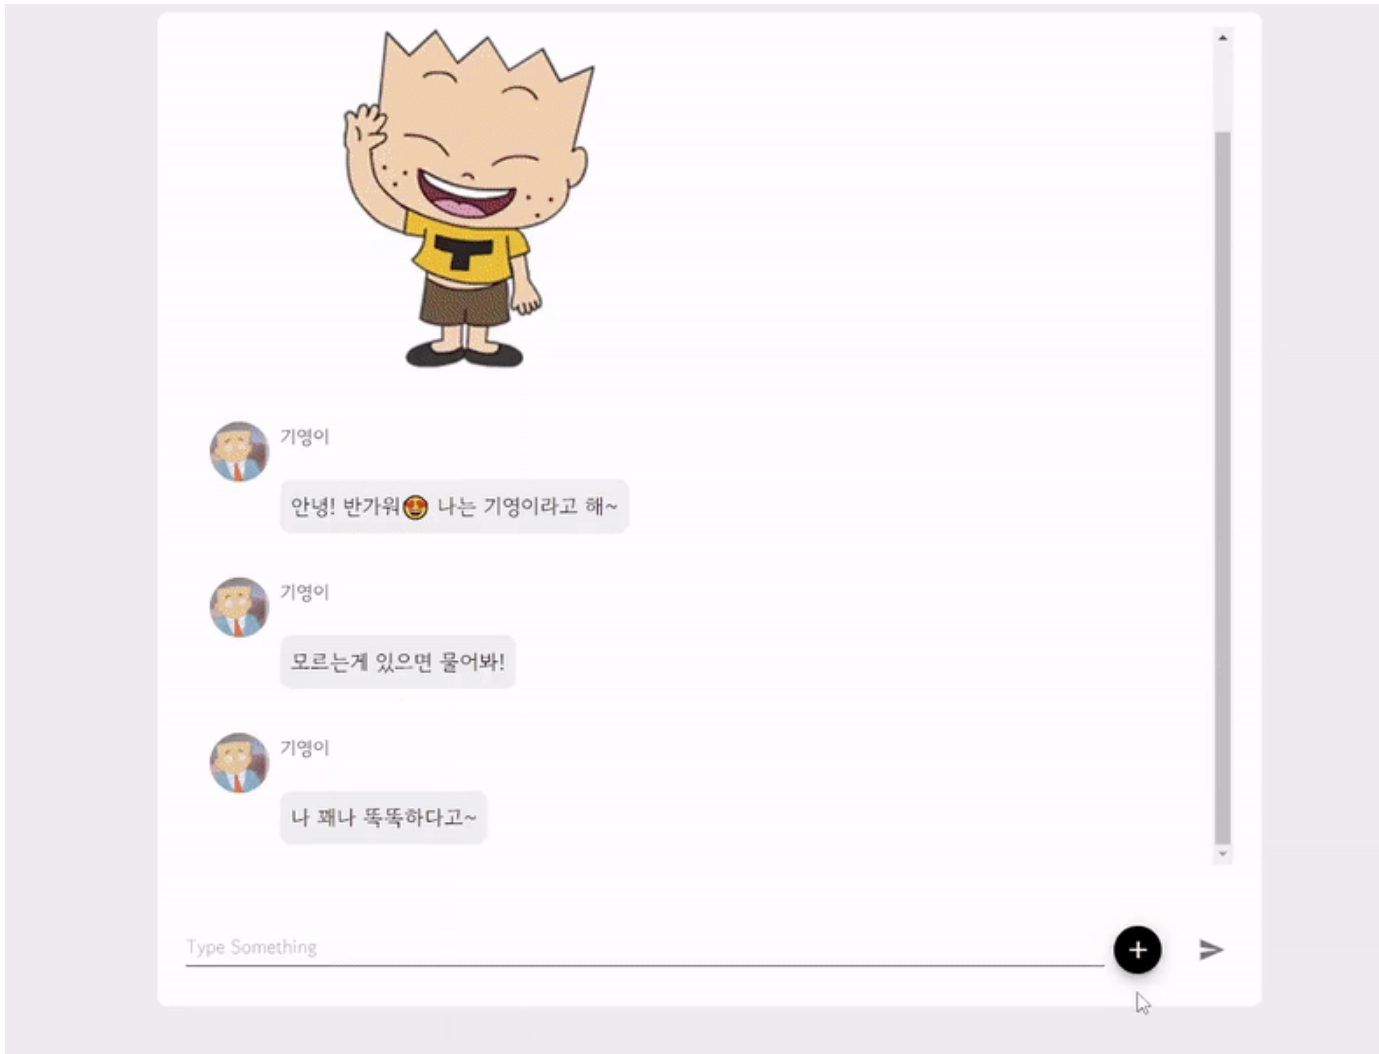 T
기영이
안녕! 반가워😍 나는 기영이라고 해~
기영이
모르는게 있으면 물어봐!
기영이
나 꽤나 똑똑하다고~
Type Something